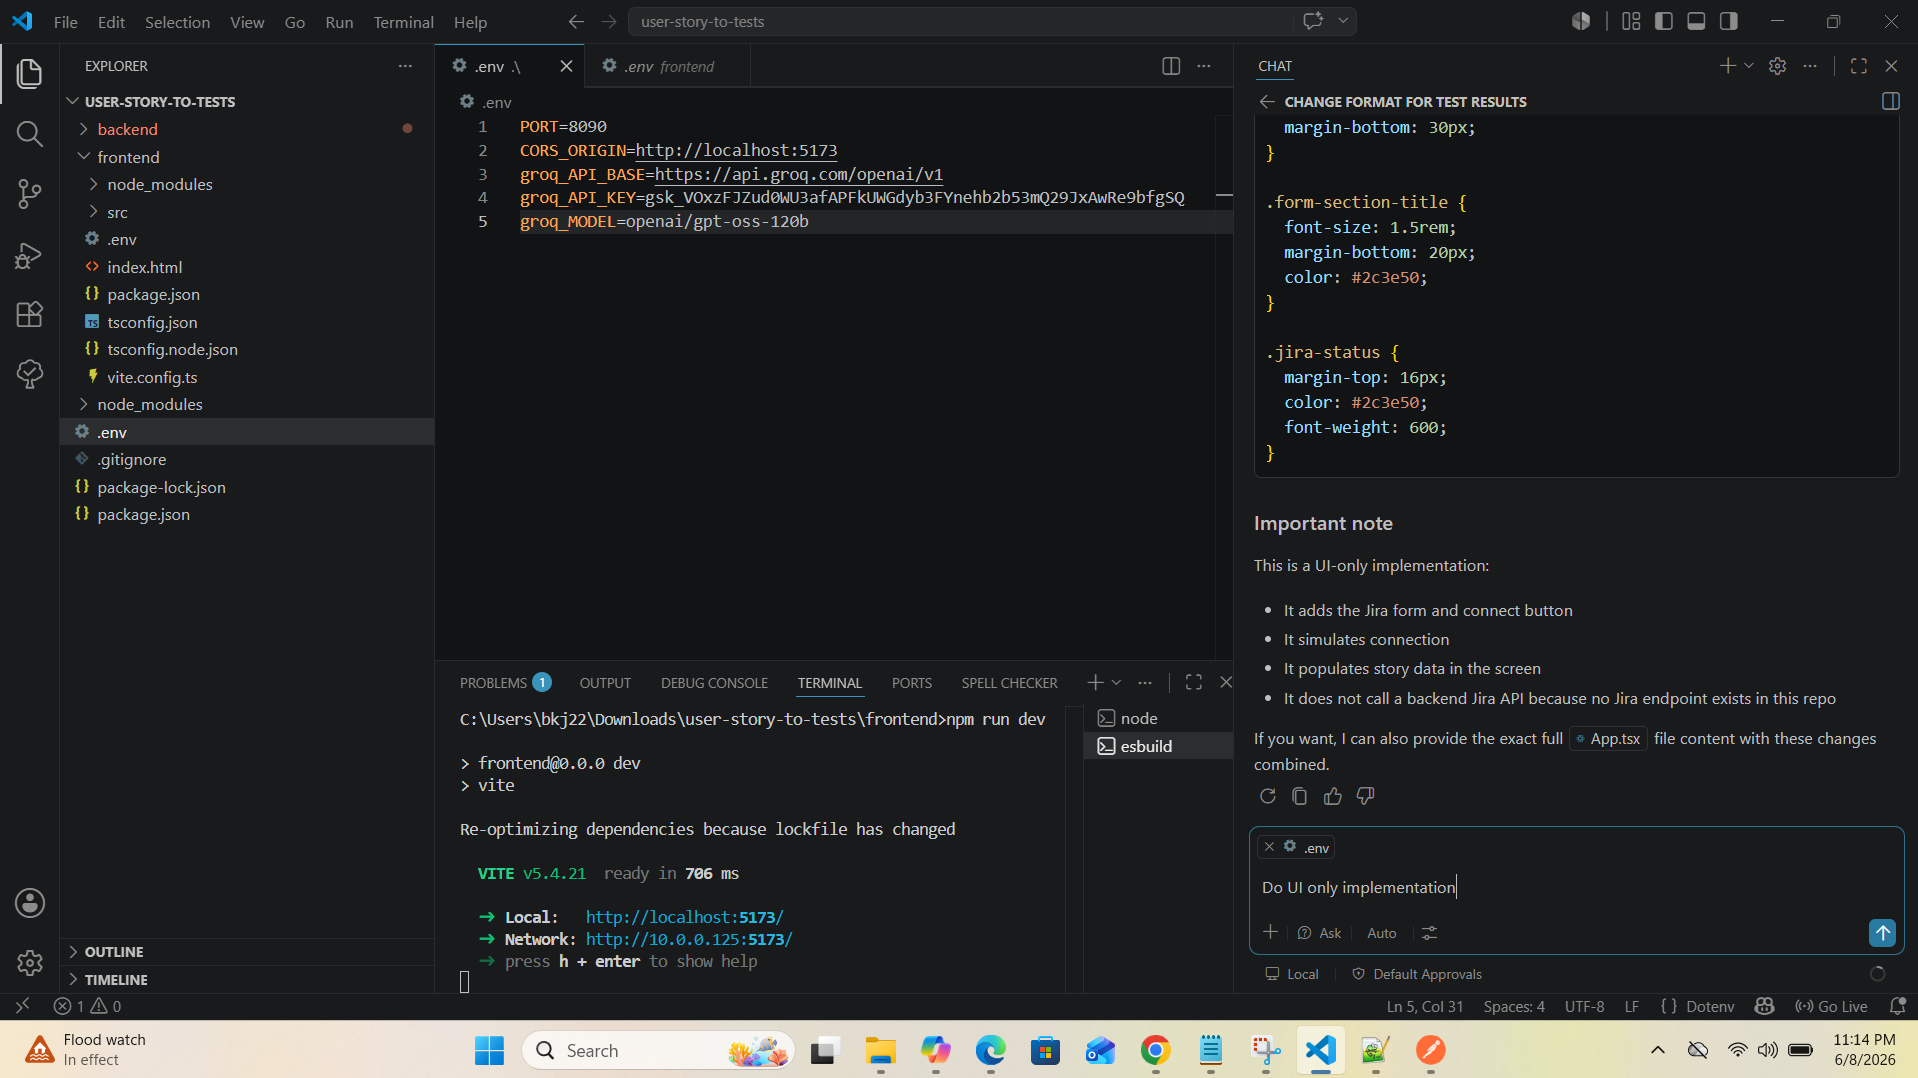 File Edit Selection View Go Run Terminal Help
user-story-to-tests
EXPLORER
USER-STORY-TO-TESTS
backend
frontend
node_modules
src
.env
index.html
package.json
tsconfig.json
tsconfig.node.json
vite.config.ts
node_modules
.env
.gitignore
package-lock.json
package.json
OUTLINE
TIMELINE
.env .\
.env frontend
.env
1 PORT=8090
2 CORS_ORIGIN=http://localhost:5173
3 groq_API_BASE=https://api.groq.com/openai/v1
4 groq_API_KEY=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
5 groq_MODEL=openai/gpt-oss-120b
PROBLEMS 1 OUTPUT DEBUG CONSOLE TERMINAL PORTS SPELL CHECKER
C:\Users\bkj22\Downloads\user-story-to-tests\frontend>npm run dev
> frontend@0.0.0 dev
> vite
Re-optimizing dependencies because lockfile has changed
VITE v5.4.21 ready in 706 ms
➜ Local: http://localhost:5173/
➜ Network: http://10.0.0.125:5173/
➜ press h + enter to show help
node
esbuild
CHAT
CHANGE FORMAT FOR TEST RESULTS
margin-bottom: 30px;
}
.form-section-title {
font-size: 1.5rem;
margin-bottom: 20px;
color: #2c3e50;
}
.jira-status {
margin-top: 16px;
color: #2c3e50;
font-weight: 600;
}
Important note
This is a UI-only implementation:
• It adds the Jira form and connect button
• It simulates connection
• It populates story data in the screen
• It does not call a backend Jira API because no Jira endpoint exists in this repo
If you want, I can also provide the exact full App.tsx file content with these changes
combined.
.env
Do UI only implementation
Ask Auto
Local Default Approvals
1 0
Ln 5, Col 31 Spaces: 4 UTF-8 LF { } Dotenv Go Live
Flood watch
In effect
Search
11:14 PM
6/8/2026